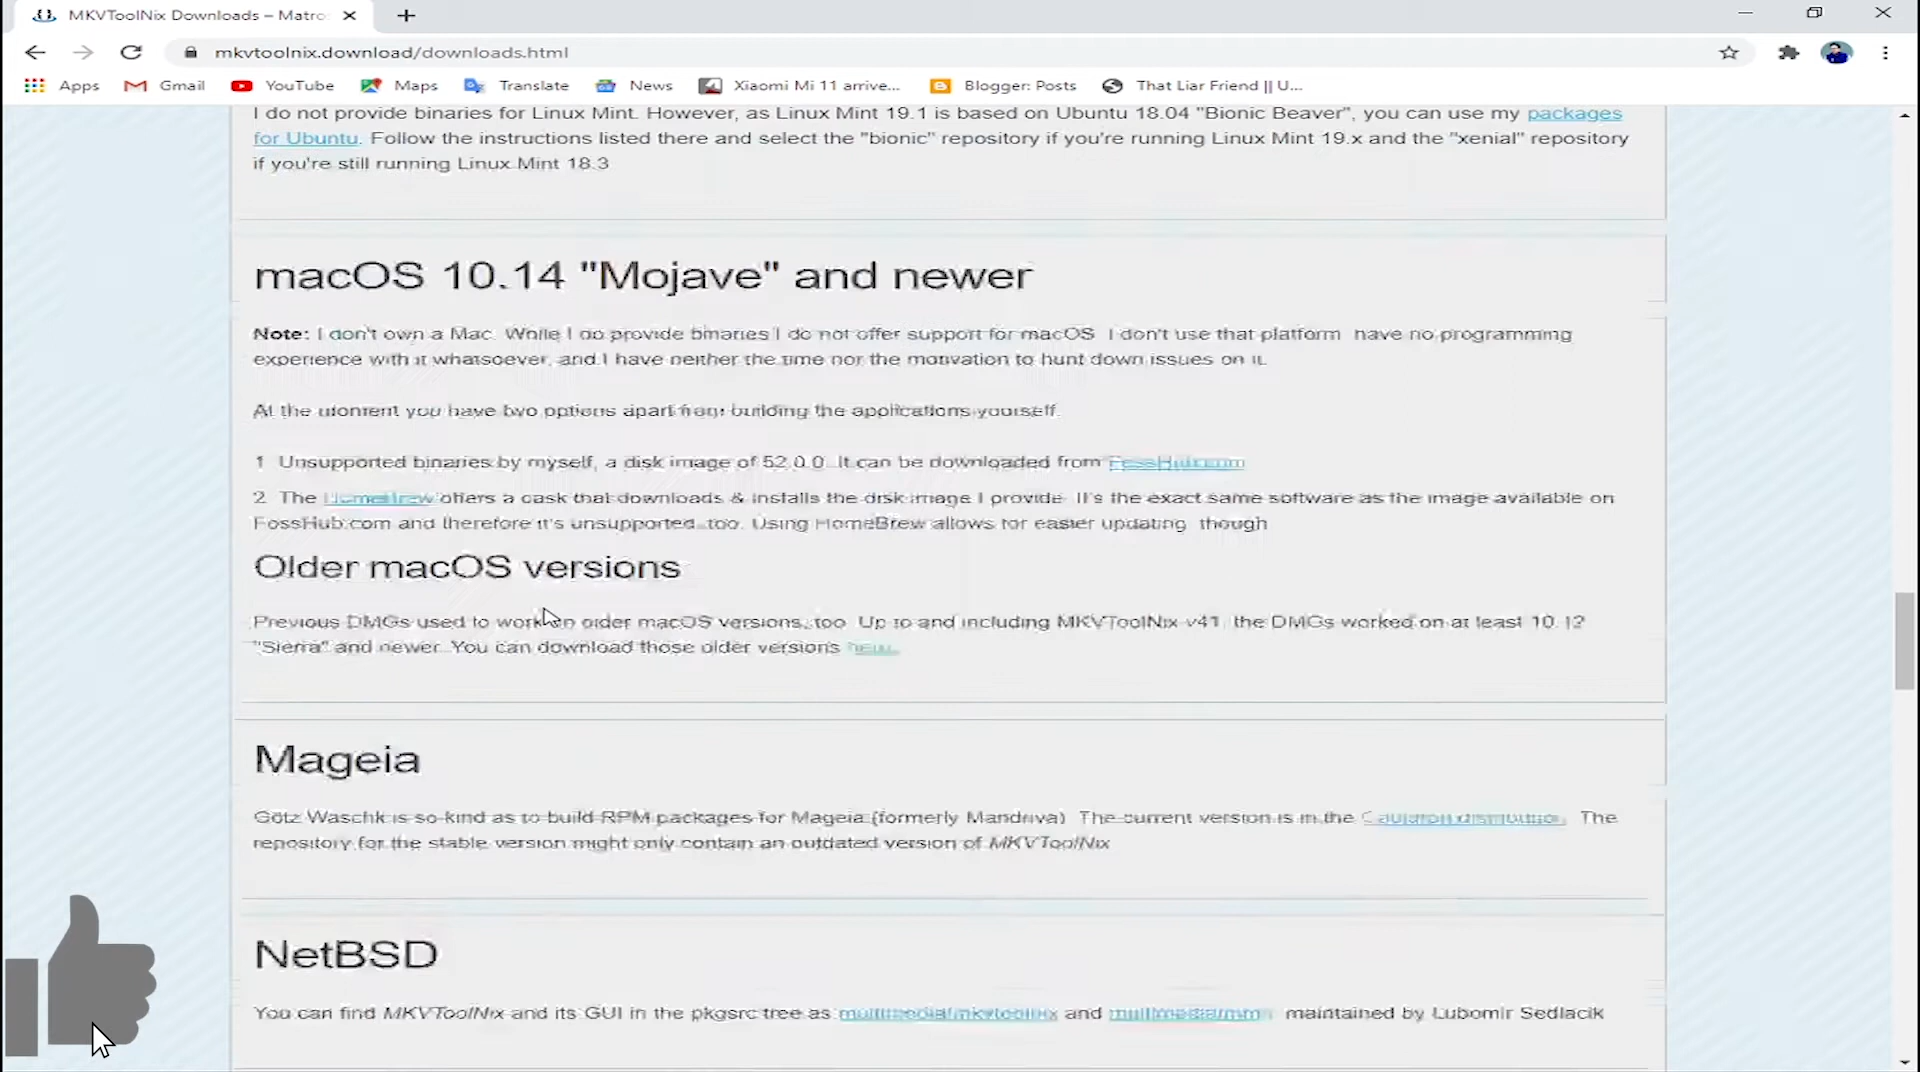 MKVToolNix Downloads – Matro
mkvtoolnix.download/downloads.html
Apps Gmail YouTube Maps Translate News Xiaomi Mi 11 arrive... Blogger: Posts That Liar Friend || U...
I do not provide binaries for Linux Mint. However, as Linux Mint 19.1 is based on Ubuntu 18.04 "Bionic Beaver", you can use my packages
for Ubuntu. Follow the instructions listed there and select the "bionic" repository if you're running Linux Mint 19.x and the "xenial" repository
if you're still running Linux Mint 18.3
macOS 10.14 "Mojave" and newer
Note: I don't own a Mac. While I do provide binaries I do not offer support for macOS I don't use that platform have no programming
experience with it whatsoever, and I have neither the time nor the motivation to hunt down issues on it.
At the moment you have two options apart from building the applications yourself.
1 Unsupported binaries by myself, a disk image of 52.0.0. It can be downloaded from FossHub.com
2 The HomeBrew offers a cask that downloads & installs the disk image I provide. It's the exact same software as the image available on
FossHub.com and therefore it's unsupported, too. Using HomeBrew allows for easier updating though
Older macOS versions
Previous DMGs used to work on older macOS versions, too. Up to and including MKVToolNix v41, the DMGs worked on at least 10.12
"Sierra" and newer. You can download those older versions here.
Mageia
Götz Waschk is so kind as to build RPM packages for Mageia (formerly Mandriva) The current version is in the Cauldron distribution. The
repository for the stable version might only contain an outdated version of MKVToolNix
NetBSD
You can find MKVToolNix and its GUI in the pkgsrc tree as multimedia/mkvtoolnix and maintained by Lubomir Sedlacik